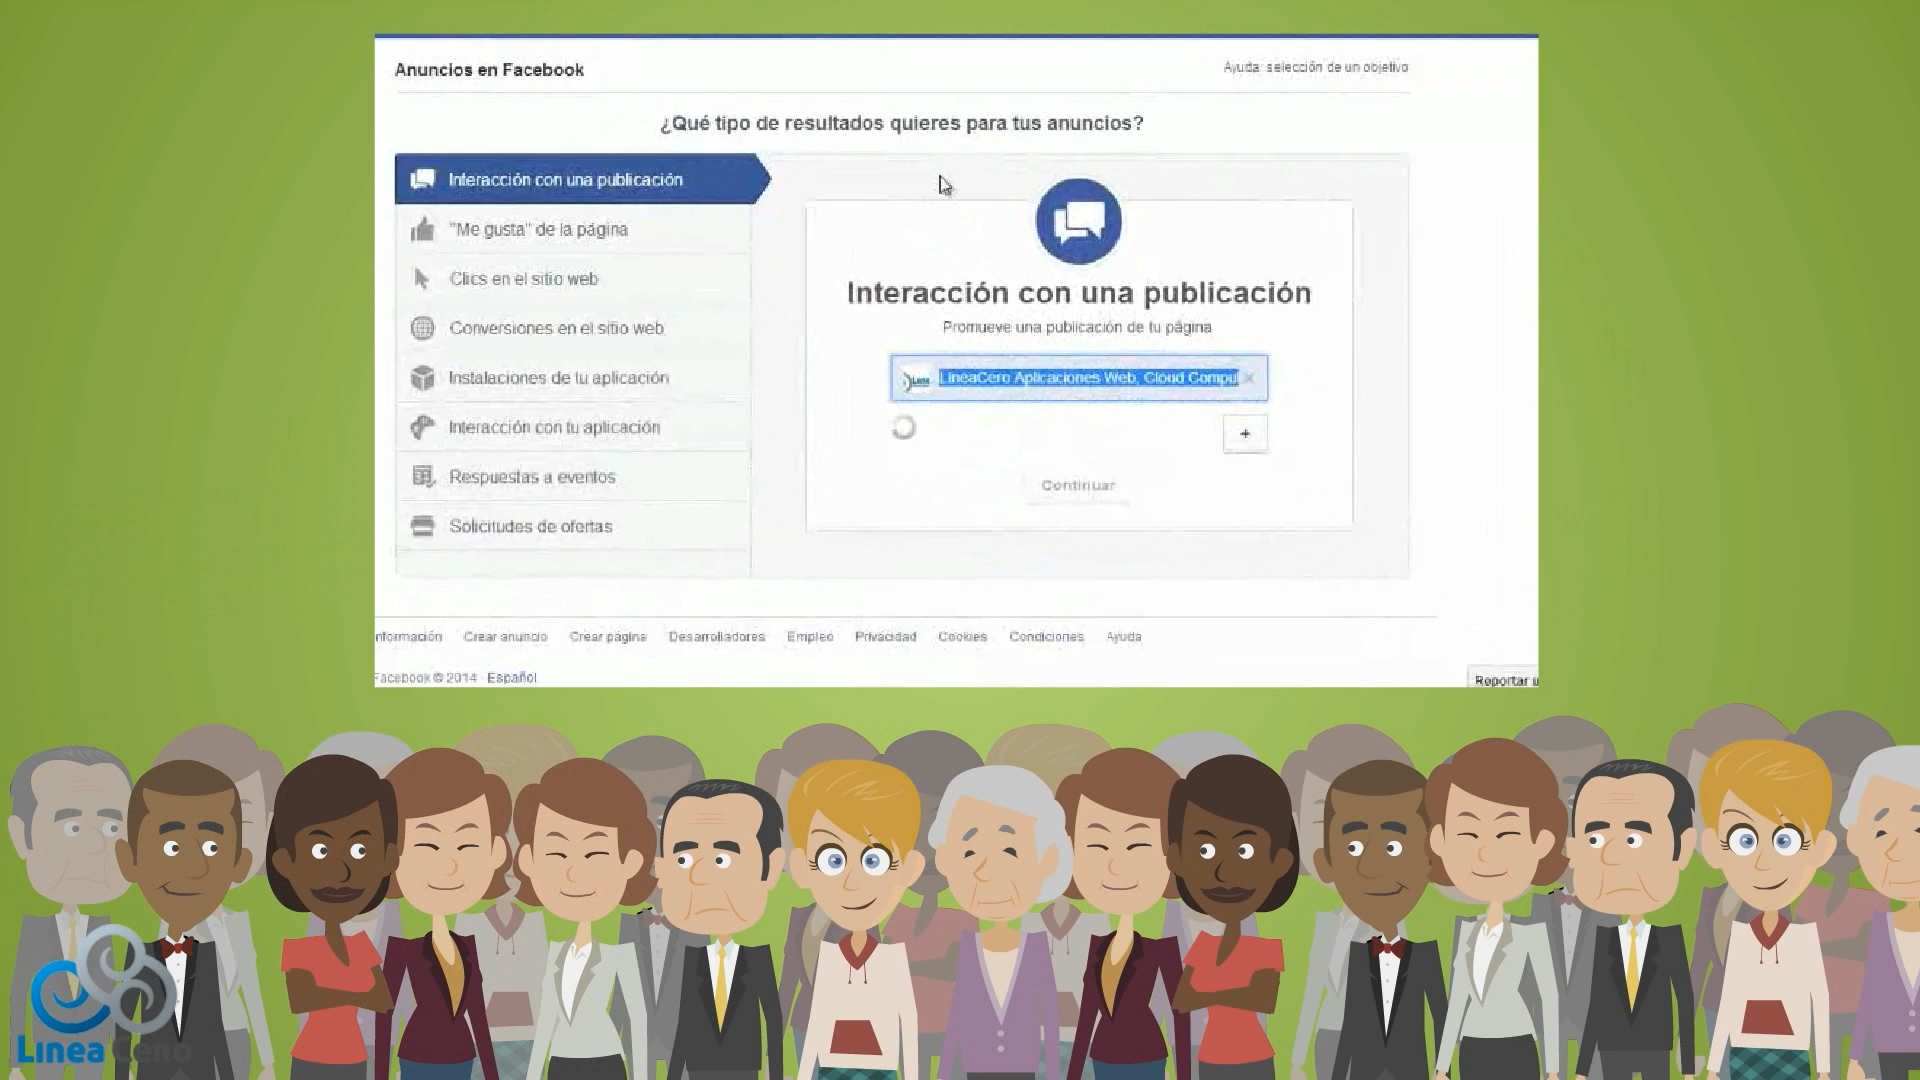 Anuncios en Facebook
Ayuda: selección de un objetivo
¿Qué tipo de resultados quieres para tus anuncios?
Interacción con una publicación
"Me gusta" de la página
Clics en el sitio web
Conversiones en el sitio web
Instalaciones de tu aplicación
Interacción con tu aplicación
Respuestas a eventos
Solicitudes de ofertas
Interacción con una publicación
Promueve una publicación de tu página
LineaCero Aplicaciones Web, Cloud Compu
+
Continuar
nformación Crear anuncio Crear página Desarrolladores Empleo Privacidad Cookies Condiciones Ayuda
Facebook © 2014 · Español
Reportar u
Linea Cero